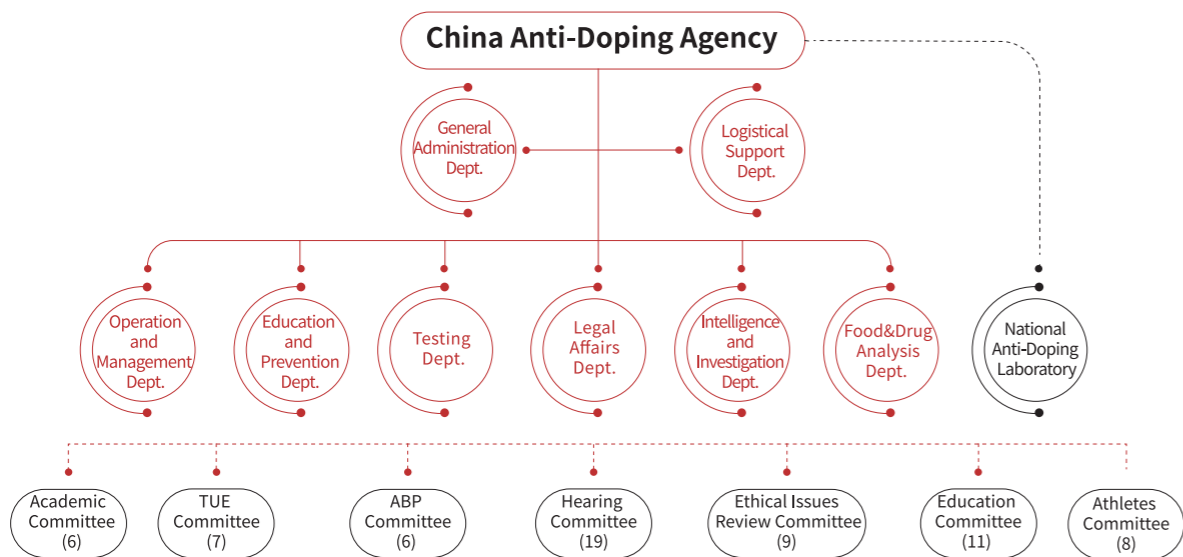 China Anti-Doping Agency
General
Administration
Dept.
Logistical
Support
Dept.
Operation
and
Management
Dept.
Education
and
Prevention
Dept.
Testing
Dept.
Legal
Affairs
Dept.
Intelligence
and
Investigation
Dept.
Food&Drug
Analysis
Dept.
National
Anti-Doping
Laboratory
Academic
Committee
(6)
TUE
Committee
(7)
ABP
Committee
(6)
Hearing
Committee
(19)
Ethical Issues
Review Committee
(9)
Education
Committee
(11)
Athletes
Committee
(8)